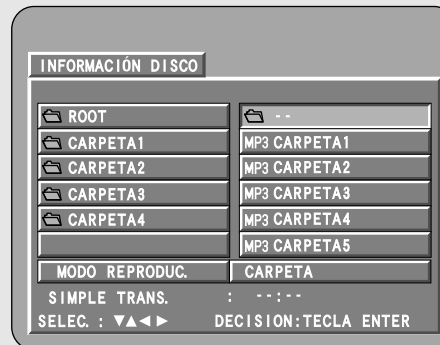 INFORMACIÓN DISCO
ROOT - -
CARPETA1 MP3 CARPETA1
CARPETA2 MP3 CARPETA2
CARPETA3 MP3 CARPETA3
CARPETA4 MP3 CARPETA4
MP3 CARPETA5
MODO REPRODUC. CARPETA
SIMPLE TRANS. : --:--
SELEC. : ▼▲◀ ▶ DECISION:TECLA ENTER